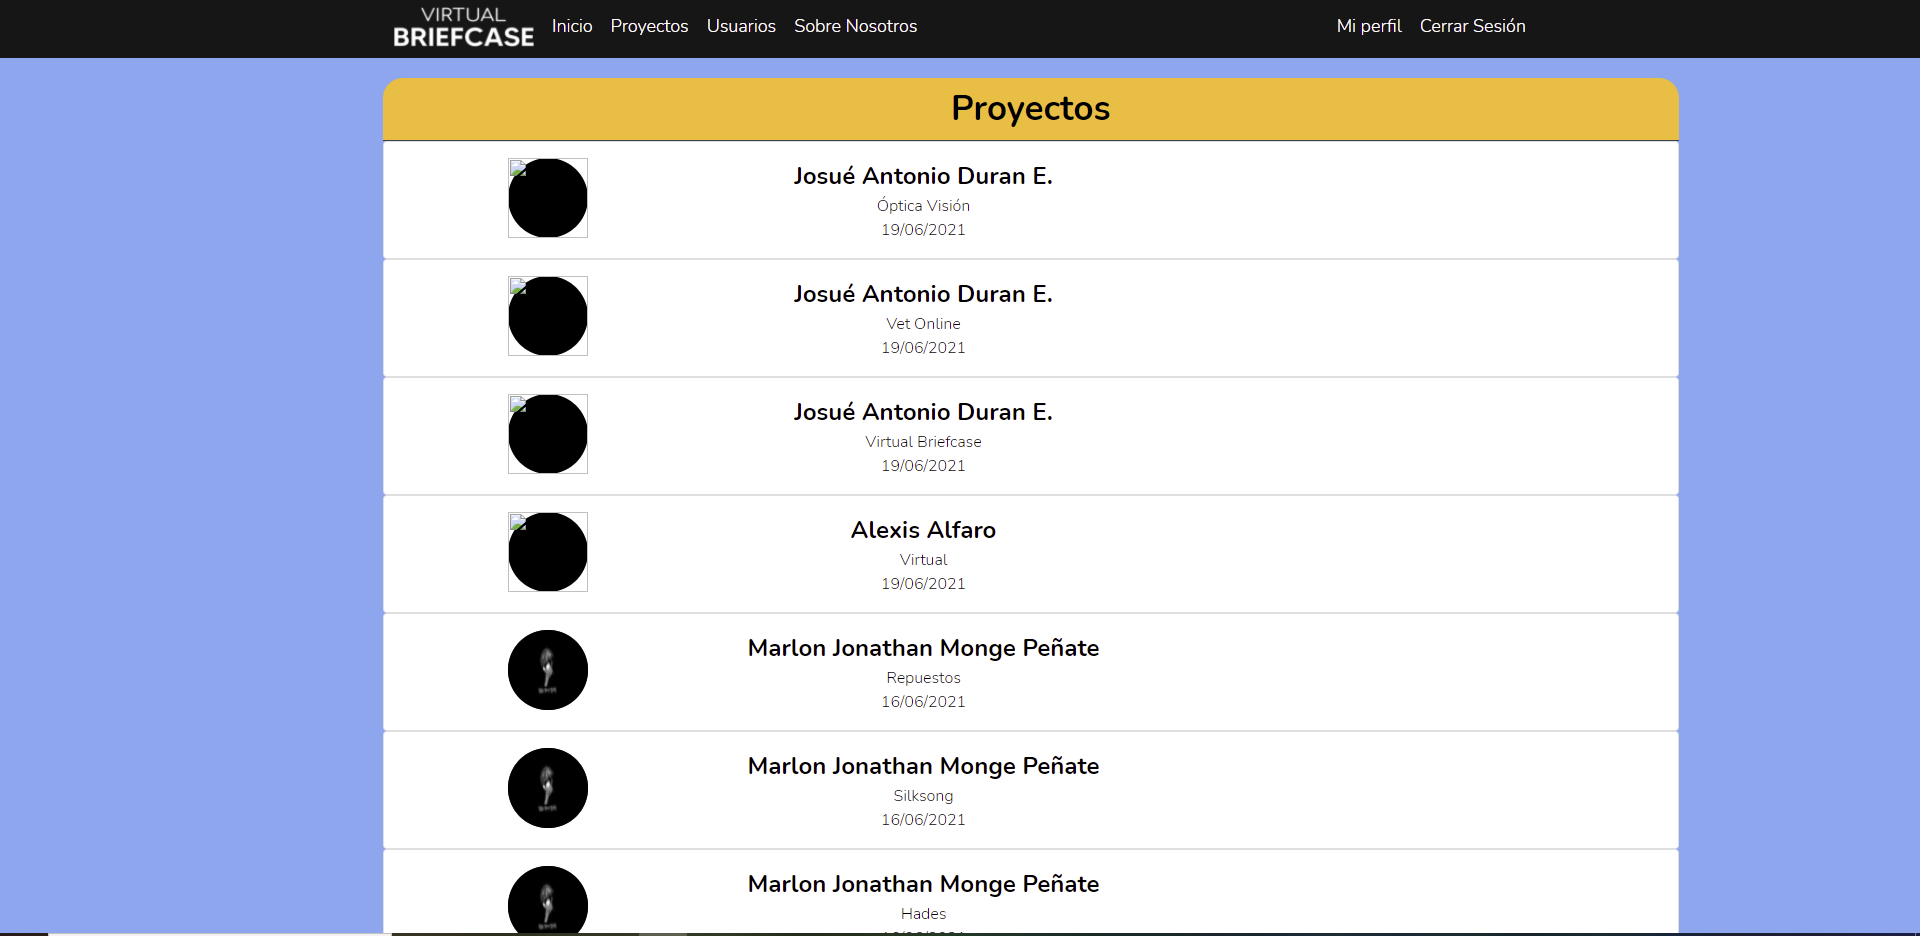 VIRTUAL
BRIEFCASE
Inicio Proyectos Usuarios Sobre Nosotros Mi perfil Cerrar Sesión
Proyectos
Josué Antonio Duran E.
Óptica Visión
19/06/2021
Josué Antonio Duran E.
Vet Online
19/06/2021
Josué Antonio Duran E.
Virtual Briefcase
19/06/2021
Alexis Alfaro
Virtual
19/06/2021
Marlon Jonathan Monge Peñate
Repuestos
16/06/2021
Marlon Jonathan Monge Peñate
Silksong
16/06/2021
Marlon Jonathan Monge Peñate
Hades